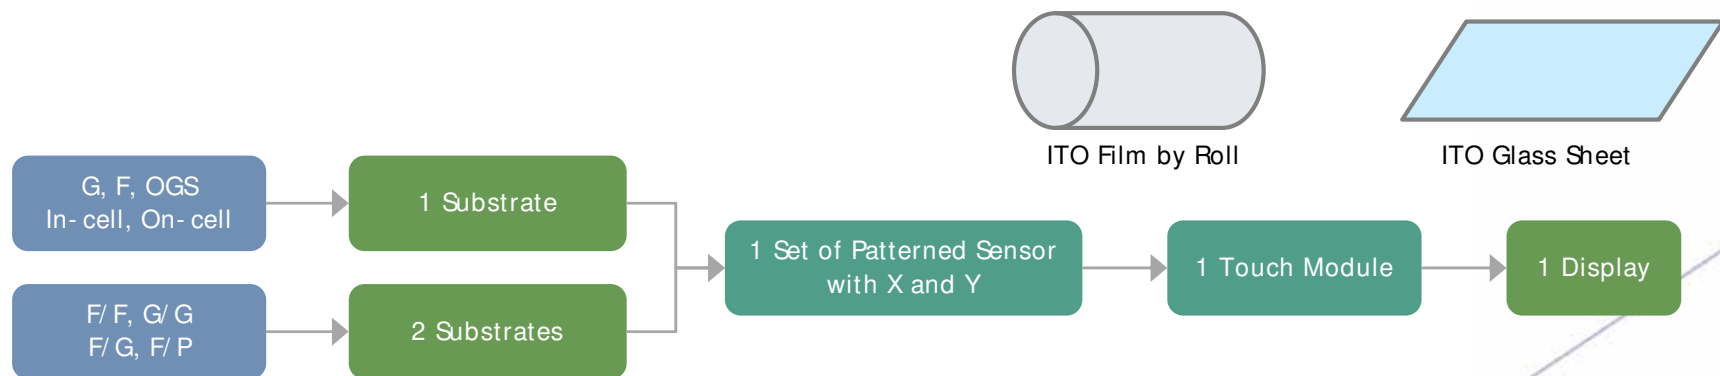 ITO Film by Roll
ITO Glass Sheet
G, F, OGS
In-cell, On-cell
1 Substrate
1 Set of Patterned Sensor
with X and Y
1 Touch Module
1 Display
F/F, G/G
F/G, F/P
2 Substrates